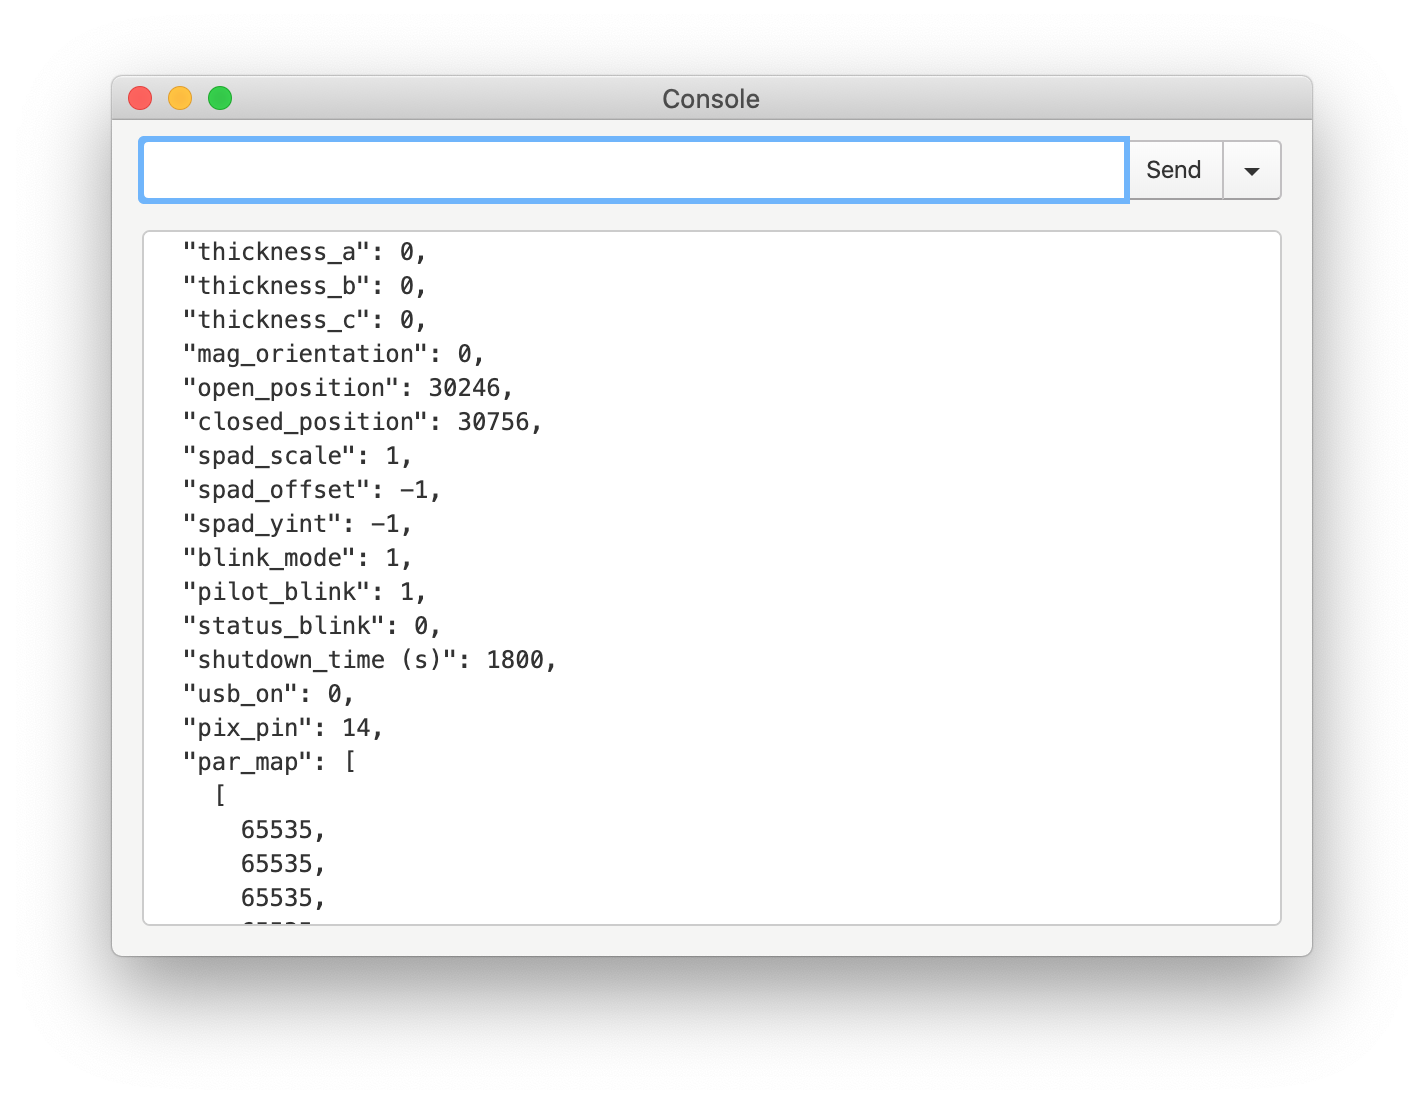 Console
Send
"thickness_a": 0,
"thickness_b": 0,
"thickness_c": 0,
"mag_orientation": 0,
"open_position": 30246,
"closed_position": 30756,
"spad_scale": 1,
"spad_offset": -1,
"spad_yint": -1,
"blink_mode": 1,
"pilot_blink": 1,
"status_blink": 0,
"shutdown_time (s)": 1800,
"usb_on": 0,
"pix_pin": 14,
"par_map": [
[
65535,
65535,
65535,